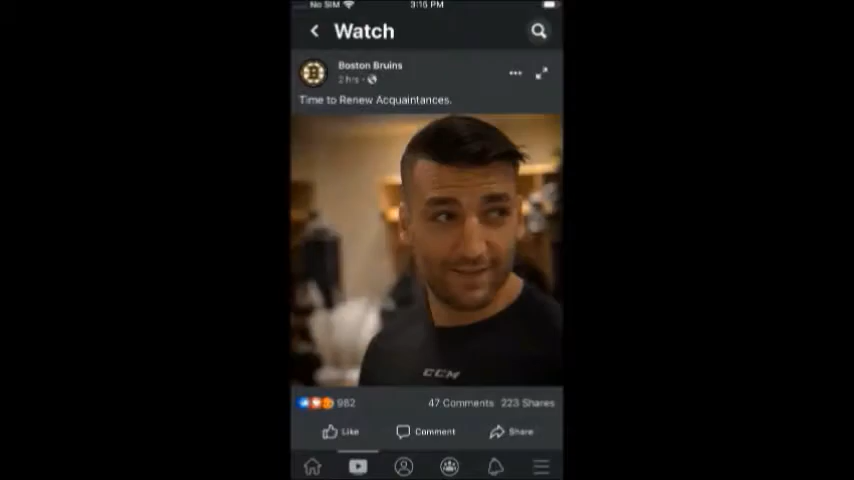 No SIM
3:15 PM
Watch
Boston Bruins
2 hrs
Time to Renew Acquaintances.
CCM
982
47 Comments 223 Shares
Like Comment Share